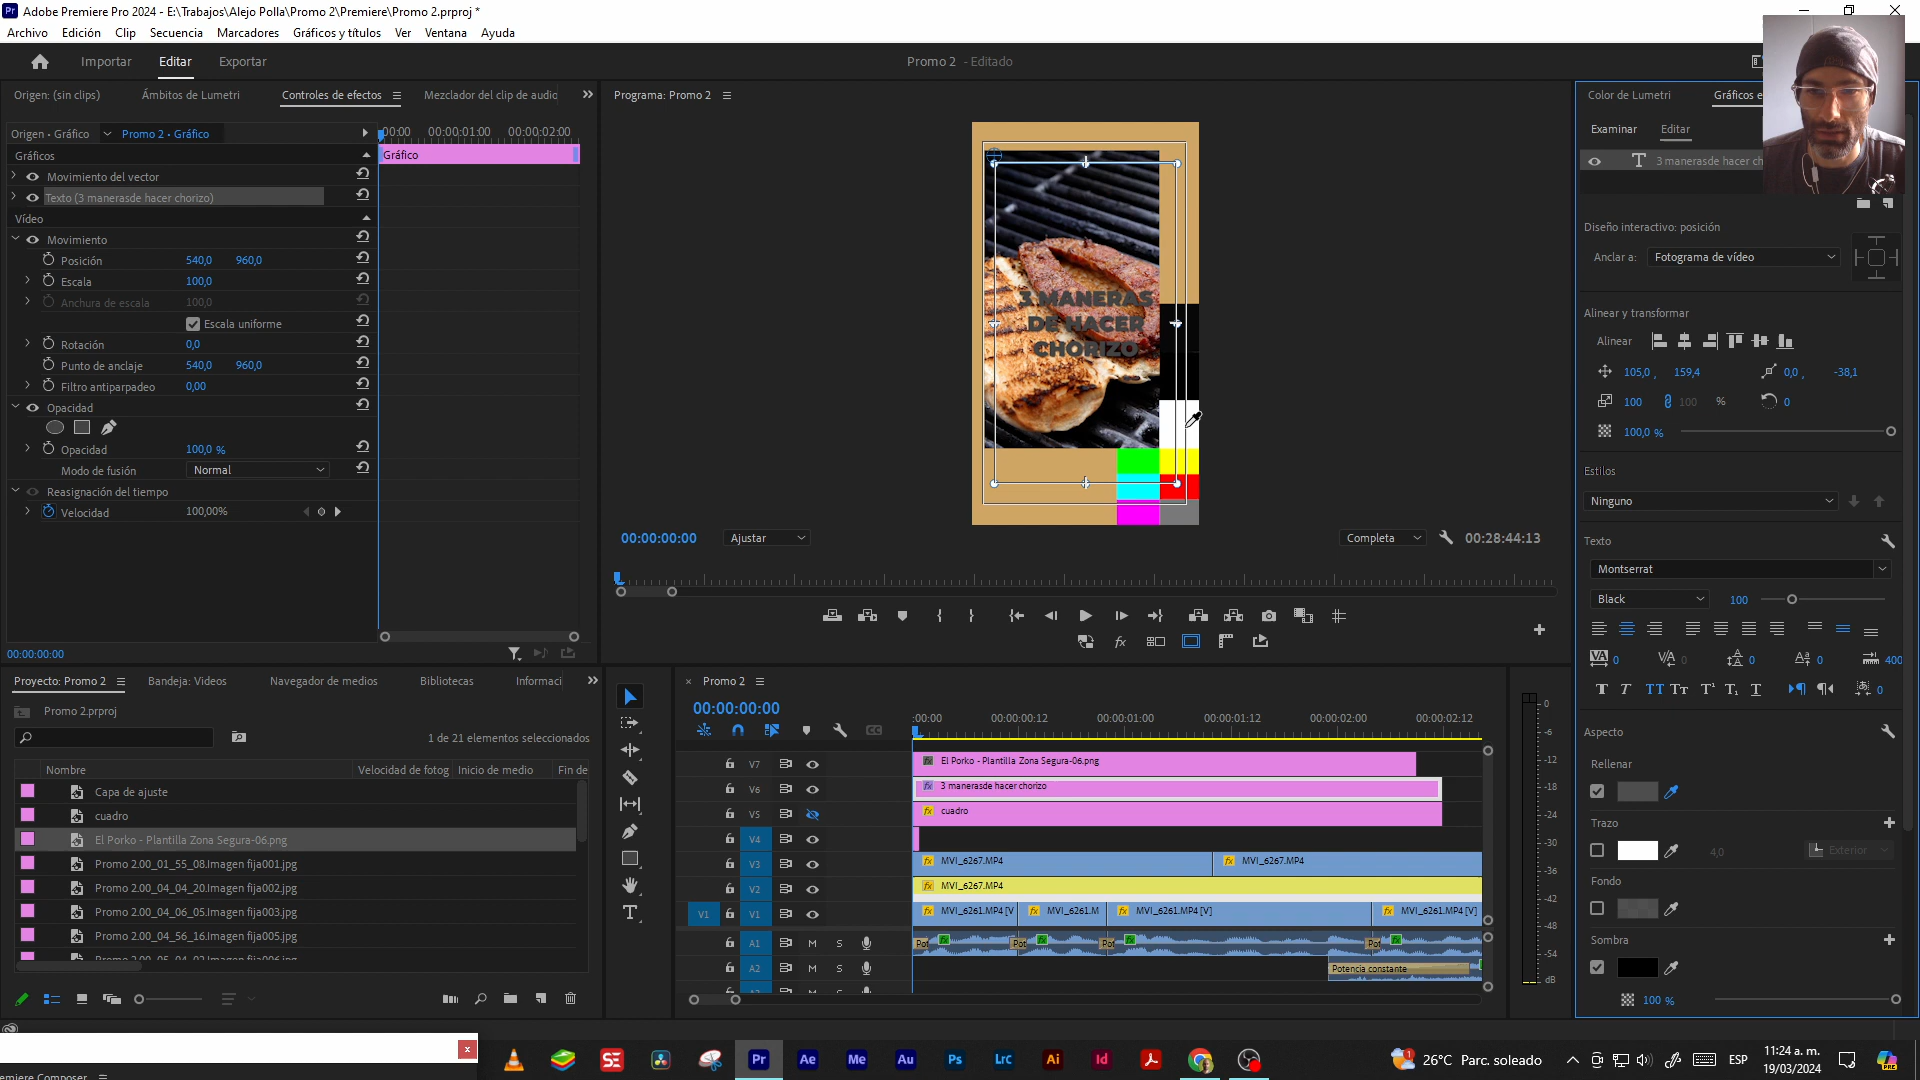 Adobe Premiere Pro 2024 - E:\Trabajos\Alejo Polla\Promo 2\Premiere\Promo 2.prproj *
Archivo Edición Clip Secuencia Marcadores Gráficos y títulos Ver Ventana Ayuda
Importar Editar Exportar
Promo 2 - Editado
Origen: (sin clips) Ámbitos de Lumetri Controles de efectos Mezclador del clip de audio
Origen • Gráfico Promo 2 • Gráfico
:00:00 00:00:01:00 00:00:02:00
Gráficos
Gráfico
Movimiento del vector
Texto (3 manerasde hacer chorizo)
Vídeo
Movimiento
Posición 540,0 960,0
Escala 100,0
Anchura de escala 100,0
Escala uniforme
Rotación 0,0
Punto de anclaje 540,0 960,0
Filtro antiparpadeo 0,00
Opacidad
Opacidad 100,0 %
Modo de fusión Normal
Reasignación del tiempo
Velocidad 100,00%
00:00:00:00
Programa: Promo 2
3 MANERAS
DE HACER
CHORIZO
00:00:00:00 Ajustar Completa 00:28:44:13
Color de Lumetri Gráficos e
Examinar Editar
3 manerasde hacer ch
Diseño interactivo: posición
Anclar a: Fotograma de vídeo
Alinear y transformar
Alinear
105,0 , 159,4 0,0 , -38,1
100 100 % 0
100,0 %
Estilos
Ninguno
Texto
Montserrat
Black 100
0 0 0 0 400
0
Aspecto
Rellenar
Trazo
4,0 Exterior
Fondo
Sombra
100 %
Proyecto: Promo 2 Bandeja: Videos Navegador de medios Bibliotecas Informaci
Promo 2.prproj
1 de 21 elementos seleccionados
Nombre Velocidad de fotog Inicio de medio Fin de
Capa de ajuste
cuadro
El Porko - Plantilla Zona Segura-06.png
Promo 2.00_01_55_08.Imagen fija001.jpg
Promo 2.00_04_04_20.Imagen fija002.jpg
Promo 2.00_04_06_05.Imagen fija003.jpg
Promo 2.00_04_56_16.Imagen fija005.jpg
Promo 2
00:00:00:00
:00:00 00:00:00:12 00:00:01:00 00:00:01:12 00:00:02:00 00:00:02:12
V7 El Porko - Plantilla Zona Segura-06.png
V6 3 manerasde hacer chorizo
V5 cuadro
V4
V3 MVI_6267.MP4 MVI_6267.MP4
V2 MVI_6267.MP4
V1 V1 MVI_6261.MP4 [V MVI_6261.M MVI_6261.MP4 [V] MVI_6261.MP4 [V]
A1 M S Pot Pot Pot Pot
A2 M S Potencia constante
0
-6
-12
-18
-24
-30
-36
-42
-48
-54
dB
Pr Ae Me Au Ps Lrc Ai Id
26°C Parc. soleado
ESP
11:24 a. m.
19/03/2024